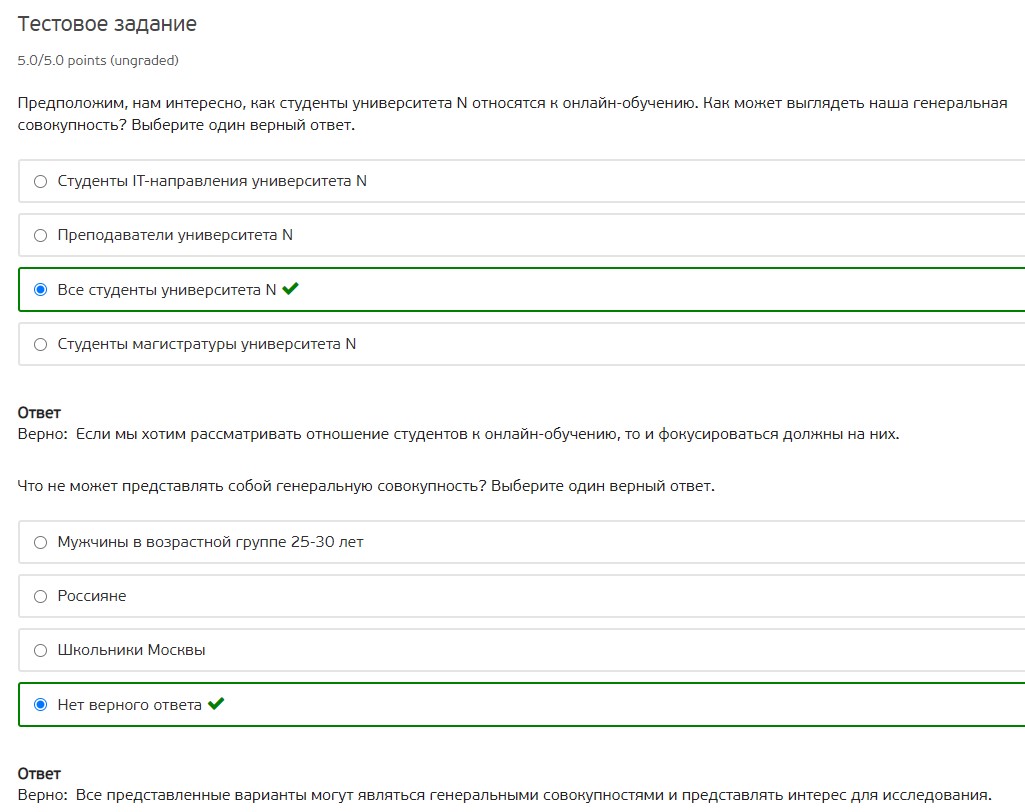 Тестовое задание
5.0/5.0 points (ungraded)
Предположим, нам интересно, как студенты университета N относятся к онлайн-обучению. Как может выглядеть наша генеральная
совокупность? Выберите один верный ответ.
Студенты IT-направления университета N
Преподаватели университета N
Все студенты университета N
Студенты магистратуры университета N
Ответ
Верно: Если мы хотим рассматривать отношение студентов к онлайн-обучению, то и фокусироваться должны на них.
Что не может представлять собой генеральную совокупность? Выберите один верный ответ.
Мужчины в возрастной группе 25-30 лет
Россияне
Школьники Москвы
Нет верного ответа
Ответ
Верно: Все представленные варианты могут являться генеральными совокупностями и представлять интерес для исследования.